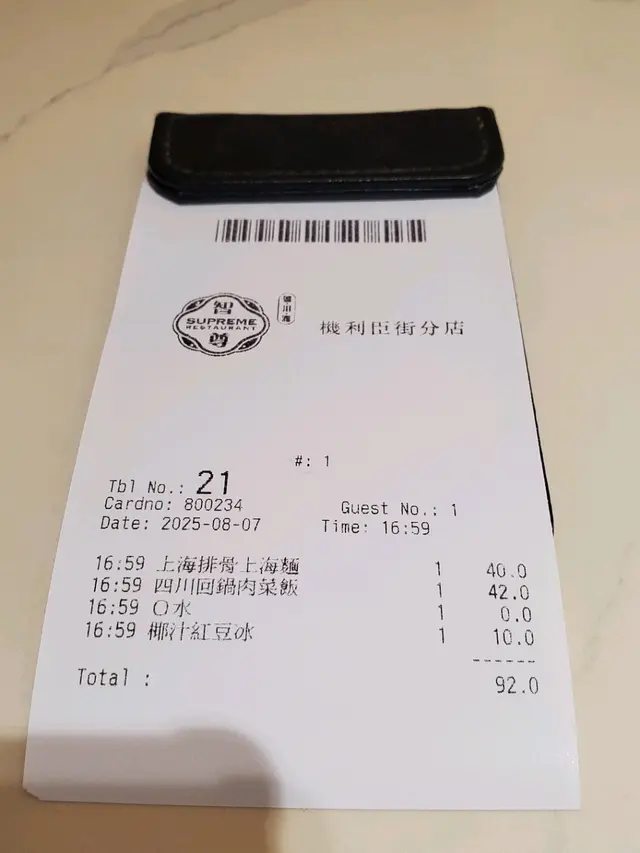 智
SUPREME
RESTAURANT
尊
滬川滙
機利臣街分店
#: 1
Tbl No.: 21
Cardno: 800234 Guest No.: 1
Date: 2025-08-07 Time: 16:59
16:59 上海排骨上海麵 1 40.0
16:59 四川回鍋肉菜飯 1 42.0
16:59 O水 1 0.0
16:59 椰汁紅豆冰 1 10.0
------
Total : 92.0